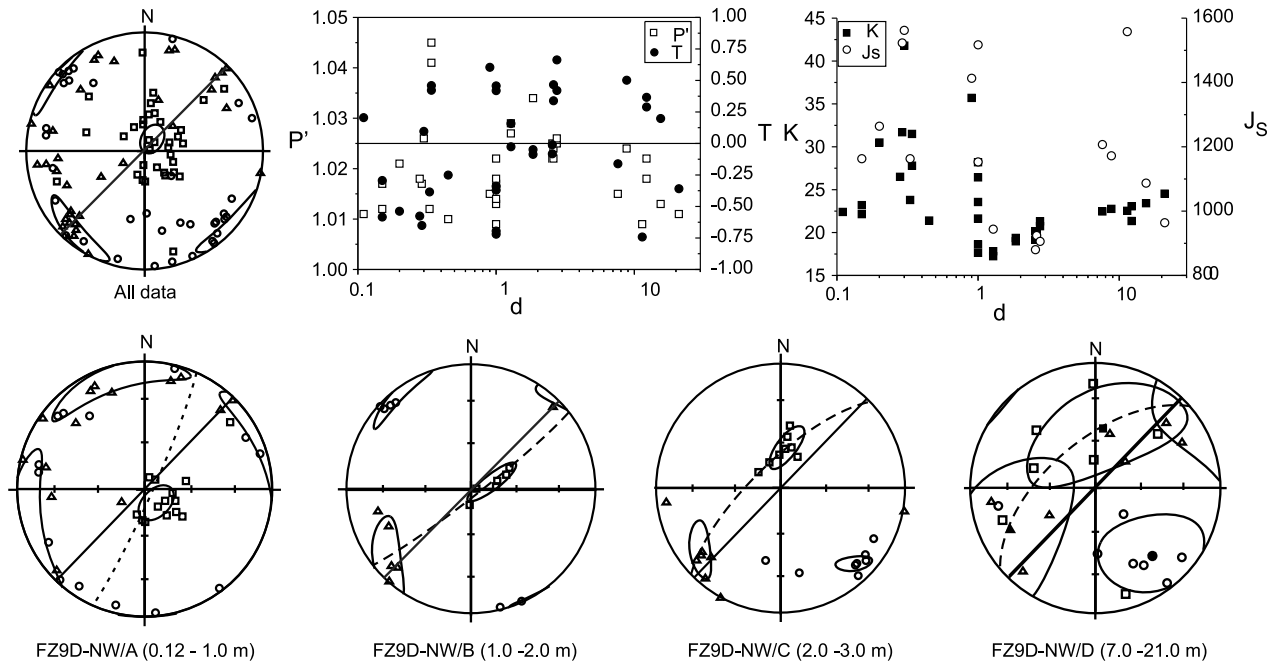 N
All data
1.05
1.04
1.03
1.02
1.01
1.00
P'
0.1
1
10
d
P'
T
1.00
0.75
0.50
0.25
0.00
-0.25
-0.50
-0.75
-1.00
T
K
45
40
35
30
25
20
15
0.1
1
10
d
K
Js
1600
1400
1200
1000
800
JS
N
FZ9D-NW/A (0.12 - 1.0 m)
N
FZ9D-NW/B (1.0 -2.0 m)
N
FZ9D-NW/C (2.0 -3.0 m)
N
FZ9D-NW/D (7.0 -21.0 m)